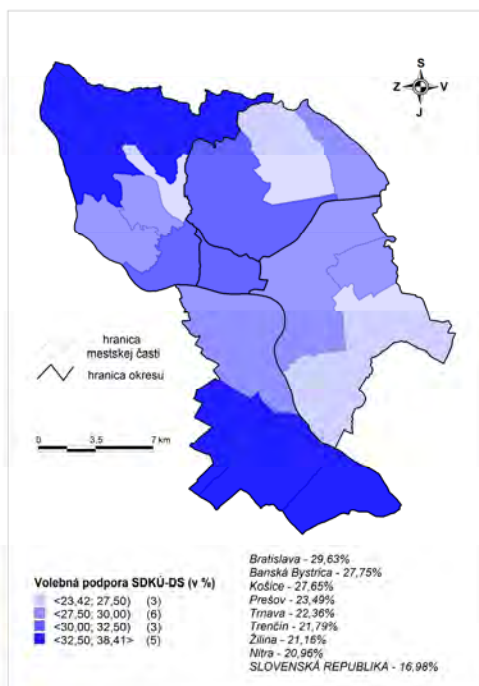 S
Z V
J
hranica
mestskej časti
hranica okresu
0 3,5 7 km
Volebná podpora SDKÚ-DS (v %)
<23,42; 27,50) (3)
<27,50; 30,00) (6)
<30,00; 32,50) (3)
<32,50; 38,41> (5)
Bratislava - 29,63%
Banská Bystrica - 27,75%
Košice - 27,65%
Prešov - 23,49%
Trnava - 22,36%
Trenčín - 21,79%
Žilina - 21,16%
Nitra - 20,96%
SLOVENSKÁ REPUBLIKA - 16,98%